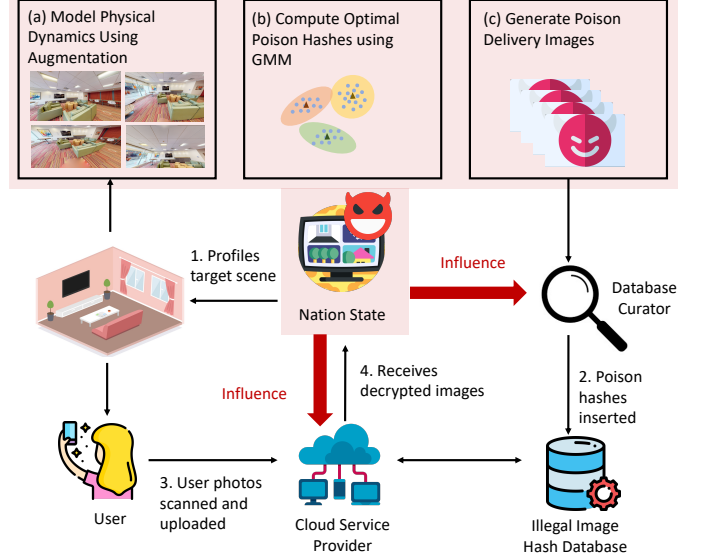 (a) Model Physical
Dynamics Using
Augmentation
(b) Compute Optimal
Poison Hashes using
GMM
(c) Generate Poison
Delivery Images
1. Profiles
target scene
Nation State
Influence
Database
Curator
Influence
4. Receives
decrypted images
2. Poison
hashes
inserted
User
3. User photos
scanned and
uploaded
Cloud Service
Provider
Illegal Image
Hash Database